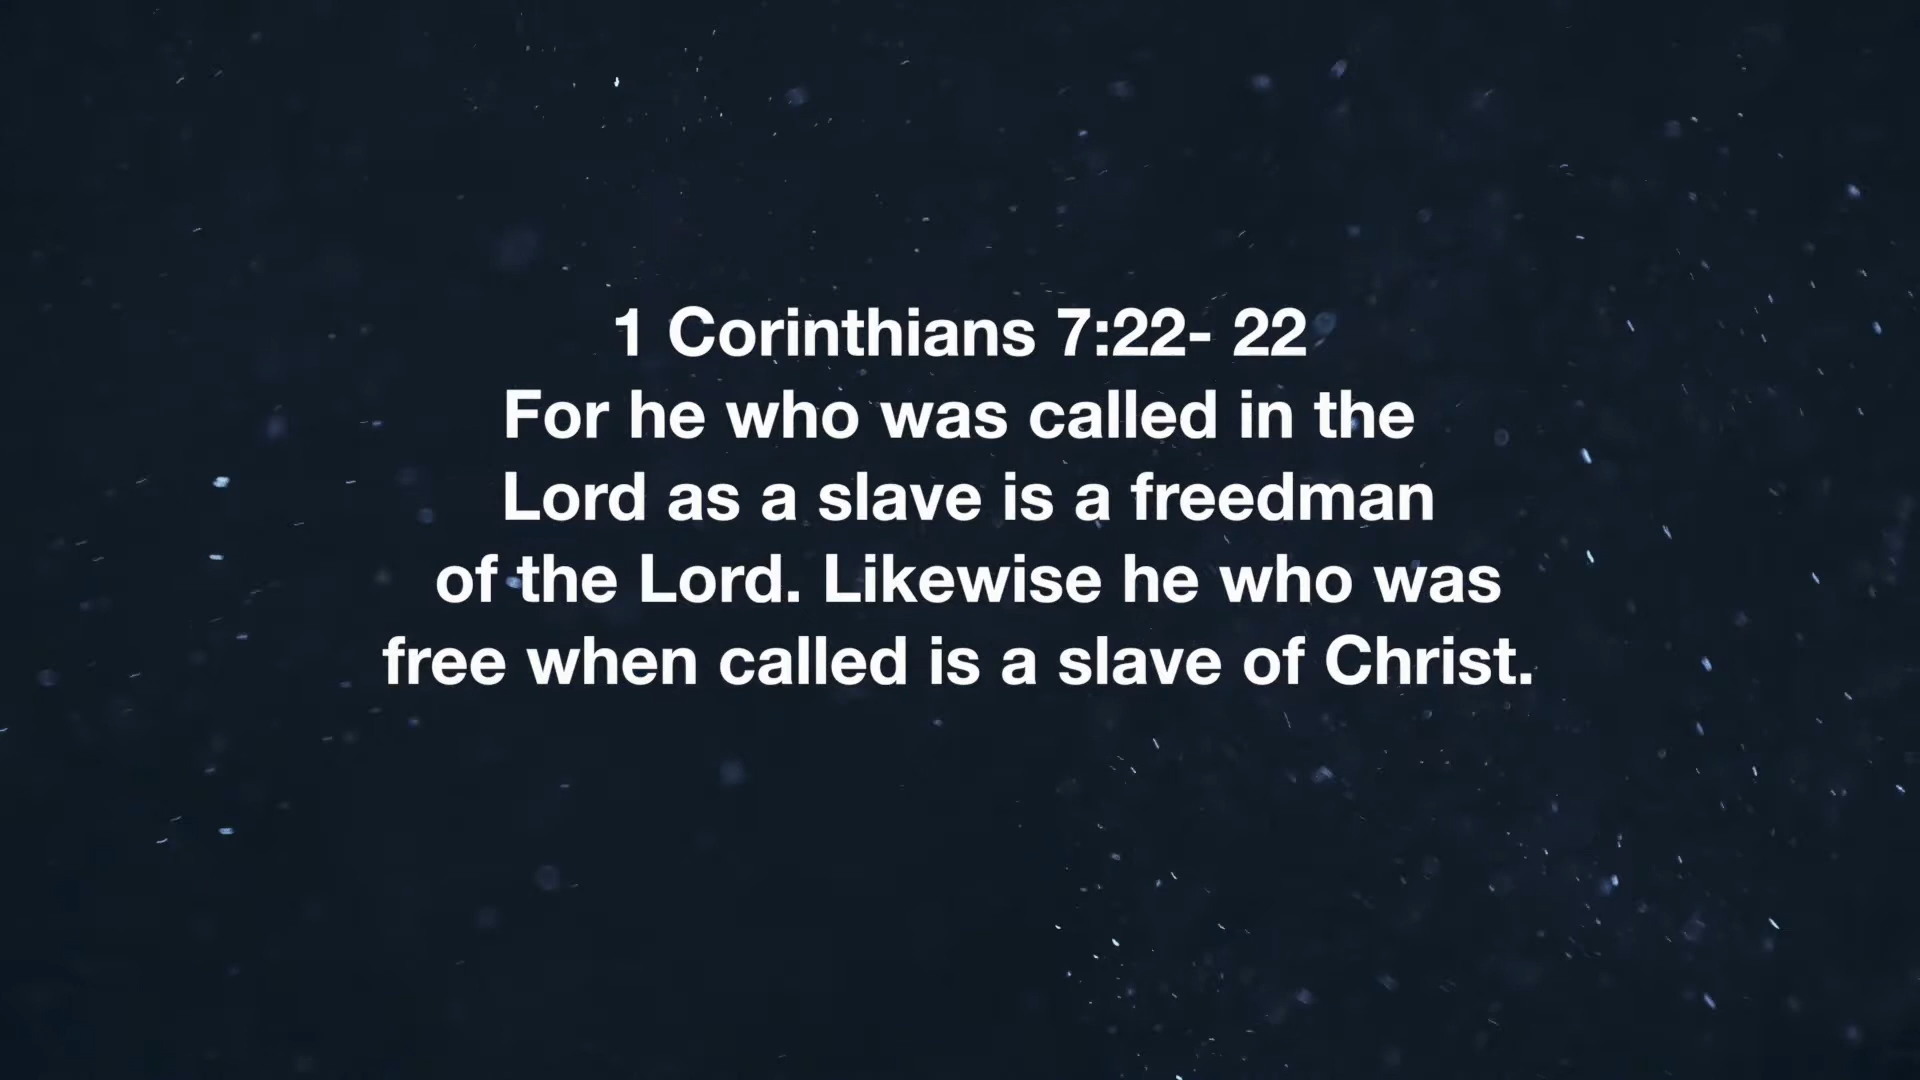 1 Corinthians 7:22- 22
For he who was called in the
Lord as a slave is a freedman
of the Lord. Likewise he who was
free when called is a slave of Christ.